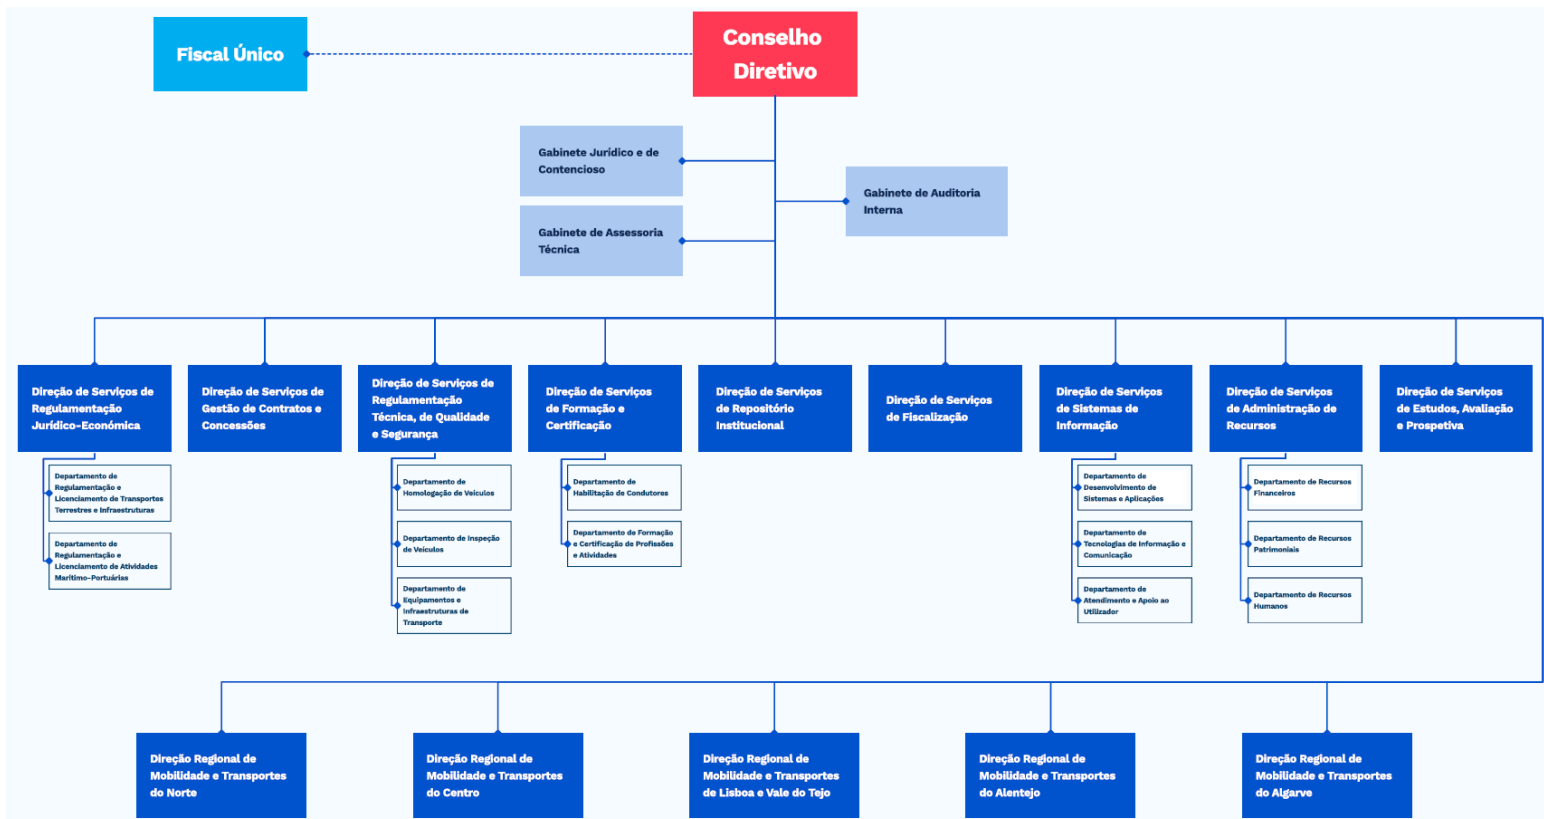 Fiscal Único
Conselho
Diretivo
Gabinete Jurídico e de
Contencioso
Gabinete de Auditoria
Interna
Gabinete de Assessoria
Técnica
Direção de Serviços de
Regulamentação
Jurídico-Económica
Direção de Serviços de
Gestão de Contratos e
Concessões
Direção de Serviços de
Regulamentação
Técnica, de Qualidade
e Segurança
Direção de Serviços
de Formação e
Certificação
Direção de Serviços
de Repositório
Institucional
Direção de Serviços
de Fiscalização
Direção de Serviços
de Sistemas de
Informação
Direção de Serviços
de Administração de
Recursos
Direção de Serviços
de Estudos, Avaliação
e Prospetiva
Departamento de
Regulamentação e
Licenciamento de Transportes
Terrestres e Infraestruturas
Departamento de
Regulamentação e
Licenciamento de Atividades
Marítimo-Portuárias
Departamento de
Homologação de Veículos
Departamento de Inspeção
de Veículos
Departamento de
Equipamentos e
Infraestruturas de
Transporte
Departamento de
Habilitação de Condutores
Departamento de Formação
e Certificação de Profissões
e Atividades
Departamento de
Desenvolvimento de
Sistemas e Aplicações
Departamento de
Tecnologias de Informação e
Comunicação
Departamento de
Atendimento e Apoio ao
Utilizador
Departamento de Recursos
Financeiros
Departamento de Recursos
Patrimoniais
Departamento de Recursos
Humanos
Direção Regional de
Mobilidade e Transportes
do Norte
Direção Regional de
Mobilidade e Transportes
do Centro
Direção Regional de
Mobilidade e Transportes
de Lisboa e Vale do Tejo
Direção Regional de
Mobilidade e Transportes
do Alentejo
Direção Regional de
Mobilidade e Transportes
do Algarve